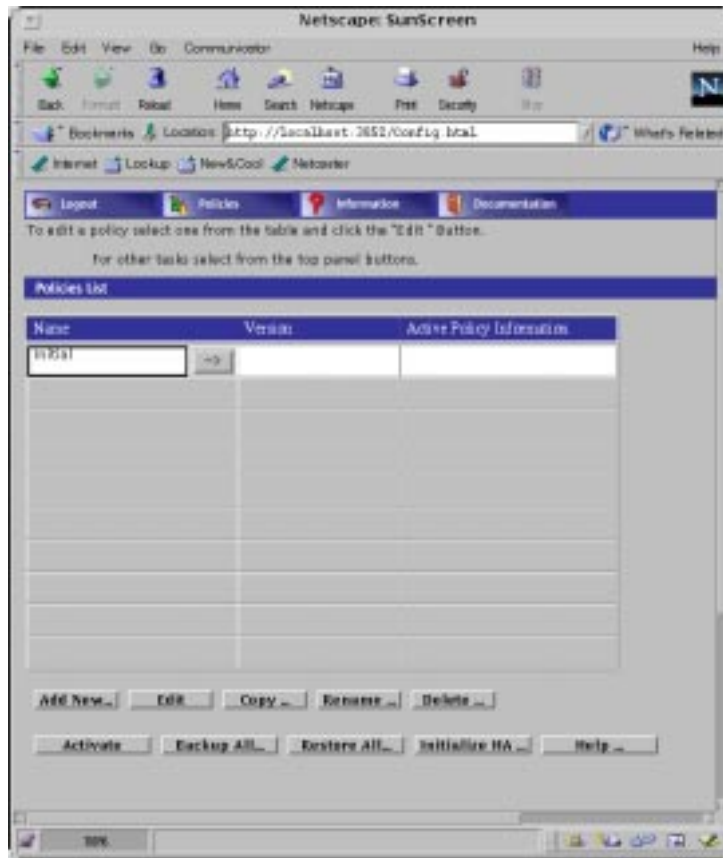 Netscape: SunScreen
File Edit View Go Communicator Help
Back Forward Reload Home Search Netscape Print Security Stop
Bookmarks Location: http://localhost:3852/Config.html What's Related
Internet Lookup New&Cool Netcaster
Logout Policies Information Documentation
To edit a policy select one from the table and click the "Edit " Button.
For other tasks select from the top panel buttons.
Policies List
Name Version Active Policy Information
Initial -->
Add New... Edit Copy ... Rename ... Delete ...
Activate Backup All... Restore All... Initialize HA ... Help ...
100%